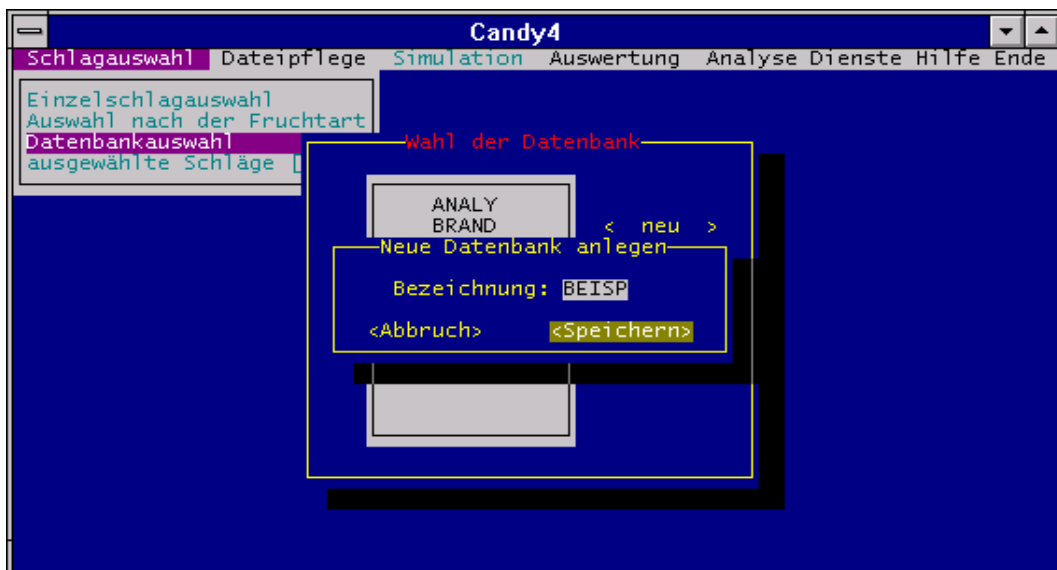 Candy4
Schlagauswahl Dateipflege Simulation Auswertung Analyse Dienste Hilfe Ende
Einzelschlagauswahl
Auswahl nach der Fruchtart
Datenbankauswahl
ausgewählte Schläge [
Wahl der Datenbank
ANALY
BRAND
< neu >
Neue Datenbank anlegen
Bezeichnung: BEISP
<Abbruch> <Speichern>